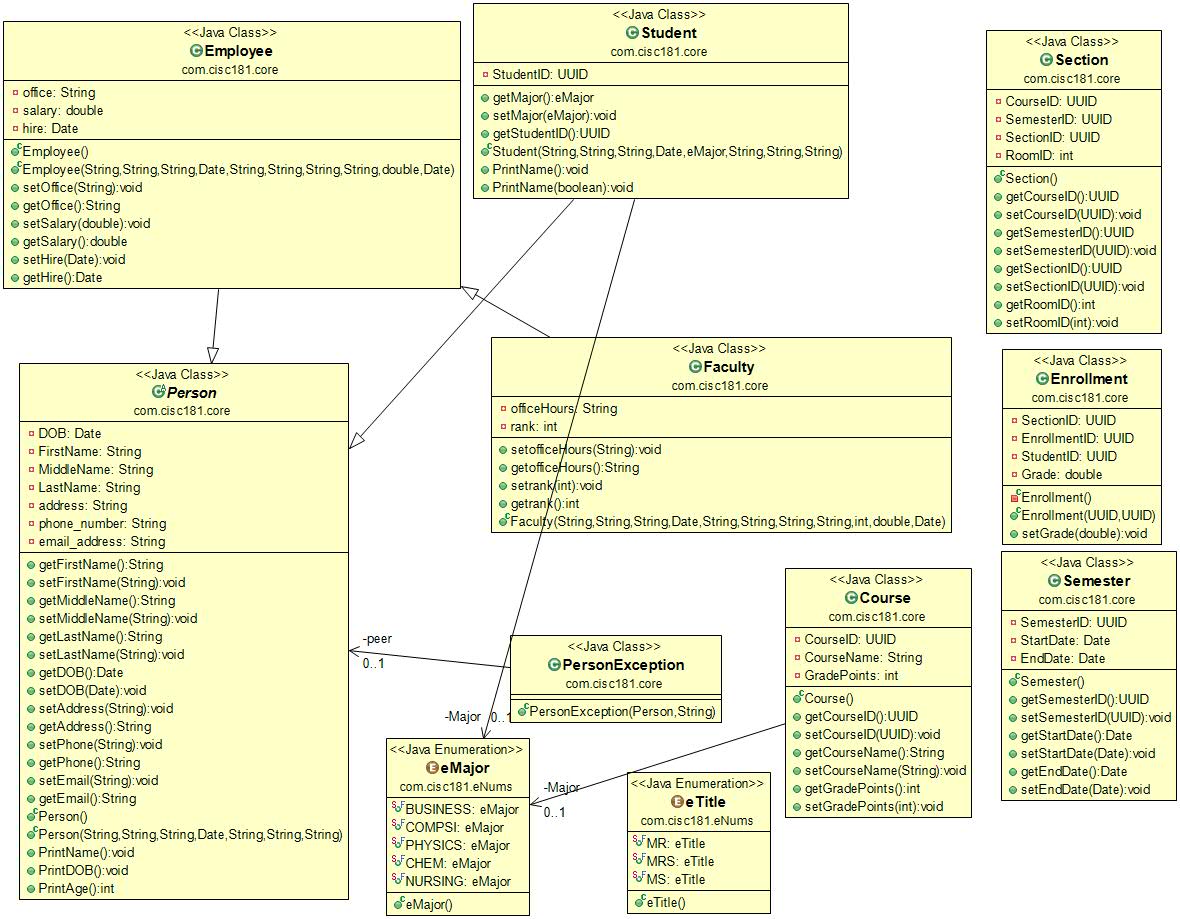 <<Java Class>>
Employee
com.cisc181.core
office: String
salary: double
hire: Date
Employee()
Employee(String,String,String,Date,String,String,String,String,double,Date)
setOffice(String):void
getOffice():String
setSalary(double):void
getSalary():double
setHire(Date):void
getHire():Date
<<Java Class>>
Student
com.cisc181.core
StudentID: UUID
getMajor():eMajor
setMajor(eMajor):void
getStudentID():UUID
Student(String,String,String,Date,eMajor,String,String,String)
PrintName():void
PrintName(boolean):void
<<Java Class>>
Section
com.cisc181.core
CourseID: UUID
SemesterID: UUID
SectionID: UUID
RoomID: int
Section()
getCourseID():UUID
setCourseID(UUID):void
getSemesterID():UUID
setSemesterID(UUID):void
getSectionID():UUID
setSectionID(UUID):void
getRoomID():int
setRoomID(int):void
<<Java Class>>
Person
com.cisc181.core
DOB: Date
FirstName: String
MiddleName: String
LastName: String
address: String
phone_number: String
email_address: String
getFirstName():String
setFirstName(String):void
getMiddleName():String
setMiddleName(String):void
getLastName():String
setLastName(String):void
getDOB():Date
setDOB(Date):void
setAddress(String):void
getAddress():String
setPhone(String):void
getPhone():String
setEmail(String):void
getEmail():String
Person()
Person(String,String,String,Date,String,String,String)
PrintName():void
PrintDOB():void
PrintAge():int
<<Java Class>>
Faculty
com.cisc181.core
officeHours: String
rank: int
setofficeHours(String):void
getofficeHours():String
setrank(int):void
getrank():int
Faculty(String,String,String,Date,String,String,String,String,int,double,Date)
<<Java Class>>
Enrollment
com.cisc181.core
SectionID: UUID
EnrollmentID: UUID
StudentID: UUID
Grade: double
Enrollment()
Enrollment(UUID,UUID)
setGrade(double):void
-peer
0..1
<<Java Class>>
PersonException
com.cisc181.core
PersonException(Person,String)
<<Java Class>>
Course
com.cisc181.core
CourseID: UUID
CourseName: String
GradePoints: int
Course()
getCourseID():UUID
setCourseID(UUID):void
getCourseName():String
setCourseName(String):void
getGradePoints():int
setGradePoints(int):void
<<Java Class>>
Semester
com.cisc181.core
SemesterID: UUID
StartDate: Date
EndDate: Date
Semester()
getSemesterID():UUID
setSemesterID(UUID):void
getStartDate():Date
setStartDate(Date):void
getEndDate():Date
setEndDate(Date):void
-Major 0..1
<<Java Enumeration>>
eMajor
com.cisc181.eNums
BUSINESS: eMajor
COMPSI: eMajor
PHYSICS: eMajor
CHEM: eMajor
NURSING: eMajor
eMajor()
-Major
0..1
<<Java Enumeration>>
eTitle
com.cisc181.eNums
MR: eTitle
MRS: eTitle
MS: eTitle
eTitle()